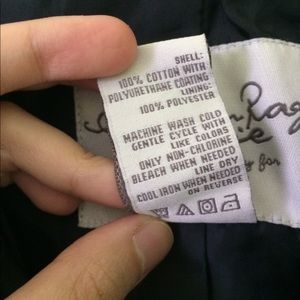 SHELL:
100% COTTON WITH
POLYURETHANE COATING
LINING:
100% POLYESTER
MACHINE WASH COLD
GENTLE CYCLE WITH
LIKE COLORS
ONLY NON-CHLORINE
BLEACH WHEN NEEDED
LINE DRY
COOL IRON WHEN NEEDED
ON REVERSE
for